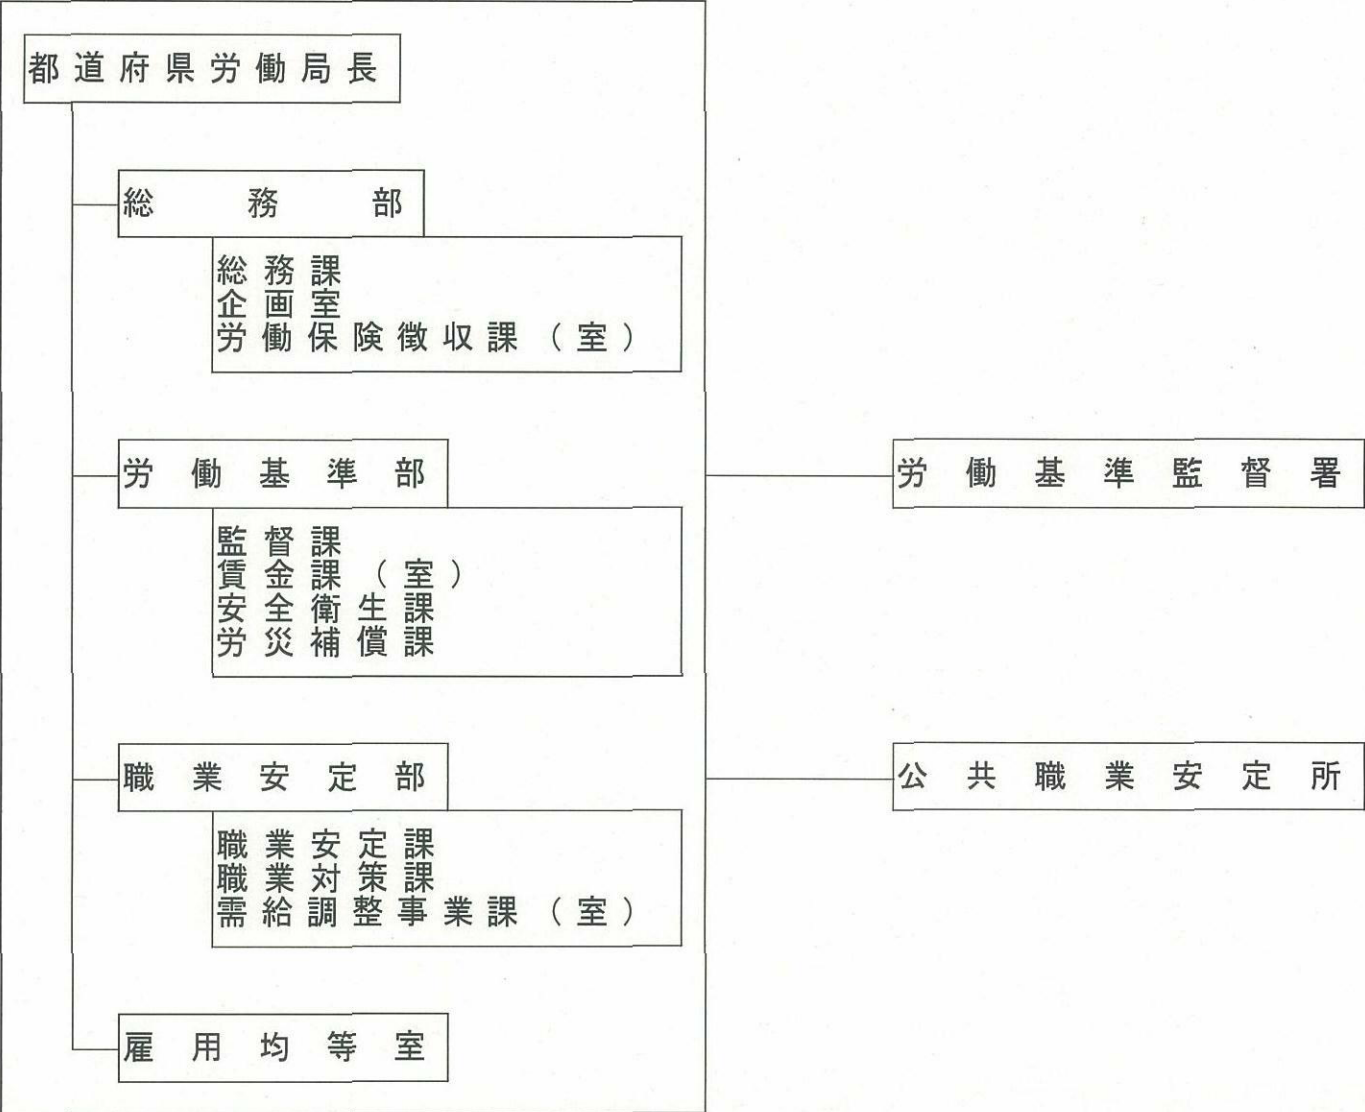 都道府県労働局長
総務部
総務課
企画室
労働保険徴収課（室）
労働基準部
監督課
賃金課（室）
安全衛生課
労災補償課
労働基準監督署
職業安定部
職業安定課
職業対策課
需給調整事業課（室）
公共職業安定所
雇用均等室